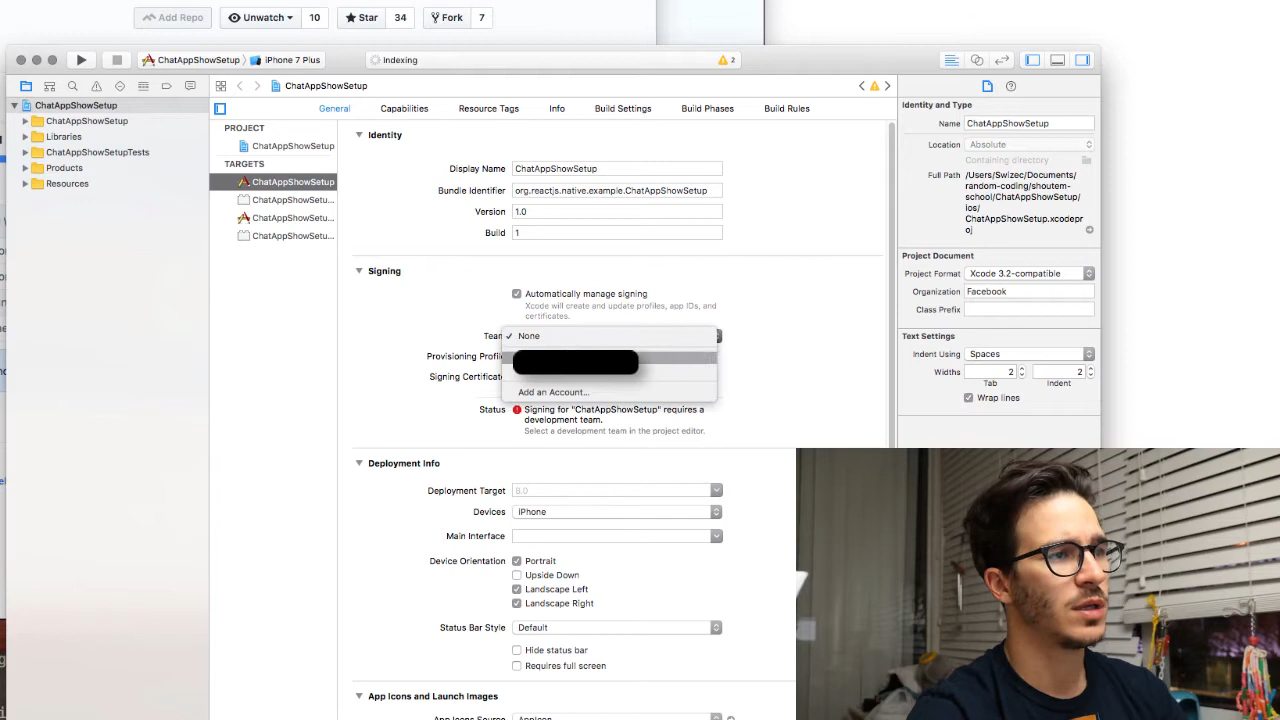 Add Repo
Unwatch
10
Star
34
Fork
7
ChatAppShowSetup
iPhone 7 Plus
Indexing
2
ChatAppShowSetup
ChatAppShowSetup
ChatAppShowSetup
Libraries
ChatAppShowSetupTests
Products
Resources
General
Capabilities
Resource Tags
Info
Build Settings
Build Phases
Build Rules
PROJECT
ChatAppShowSetup
TARGETS
ChatAppShowSetup
ChatAppShowSetu...
ChatAppShowSetu...
ChatAppShowSetu...
Identity
Display Name
ChatAppShowSetup
Bundle Identifier
org.reactjs.native.example.ChatAppShowSetup
Version
1.0
Build
1
Signing
Automatically manage signing
Xcode will create and update profiles, app IDs, and
certificates.
None
Add an Account...
Status
Signing for "ChatAppShowSetup" requires a
development team.
Select a development team in the project editor.
Deployment Info
Deployment Target
8.0
Devices
iPhone
Main Interface
Device Orientation
Portrait
Upside Down
Landscape Left
Landscape Right
Status Bar Style
Default
Hide status bar
Requires full screen
App Icons and Launch Images
App Icons Source
AppIcon
Identity and Type
Name
ChatAppShowSetup
Location
Absolute
Containing directory
Full Path
/Users/Swizec/Documents/
random-coding/shoutem-
school/ChatAppShowSetup/
ios/
ChatAppShowSetup.xcodepr
oj
Project Document
Project Format
Xcode 3.2-compatible
Organization
Facebook
Class Prefix
Text Settings
Indent Using
Spaces
Widths
2
2
Tab
Indent
Wrap lines